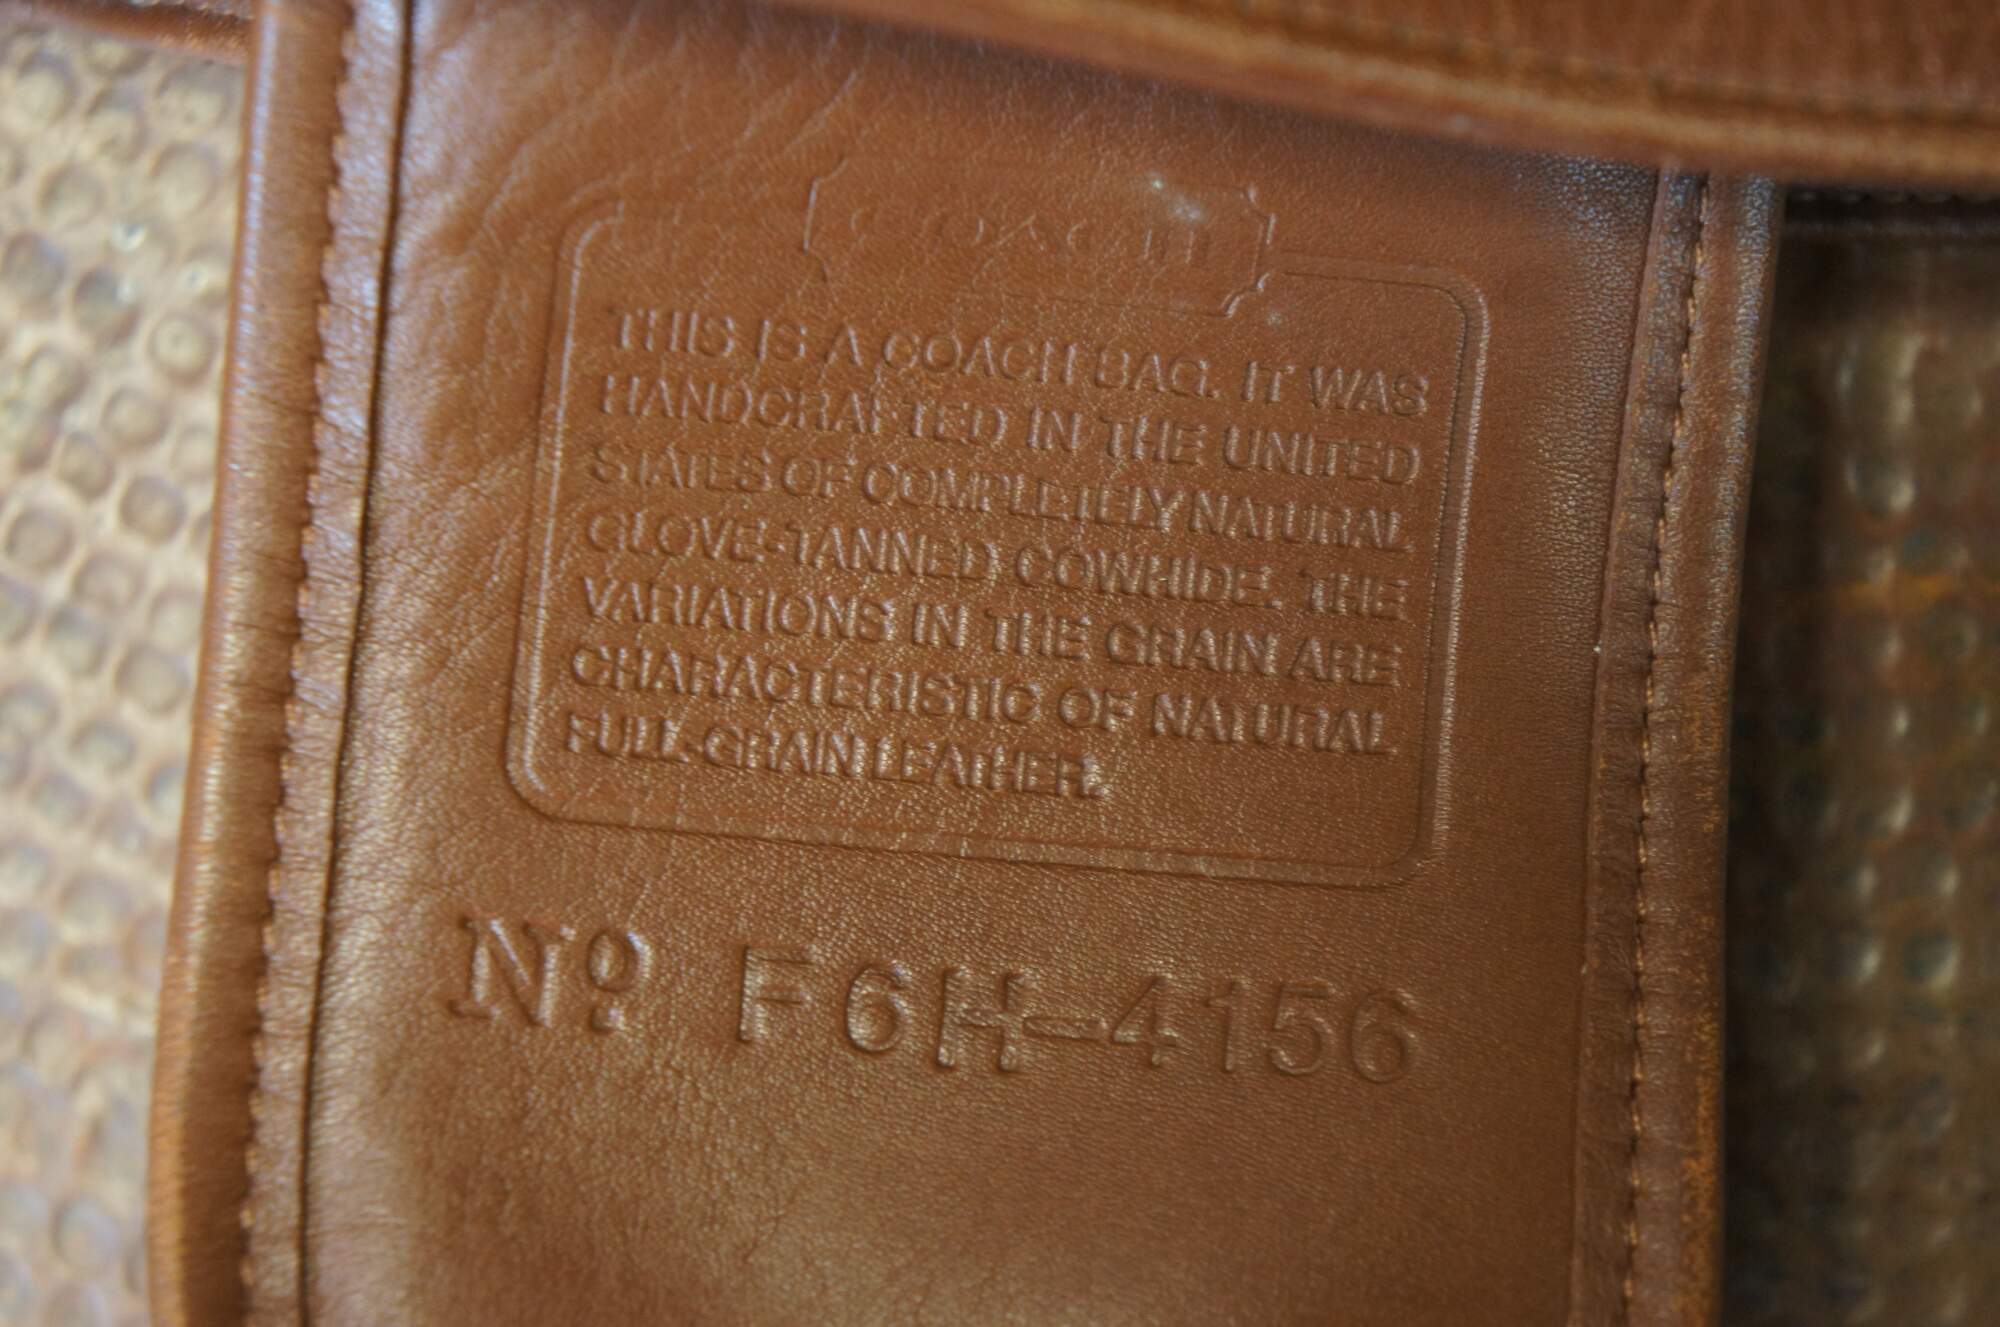 COACH
THIS IS A COACH BAG. IT WAS
HANDCRAFTED IN THE UNITED
STATES OF COMPLETELY NATURAL
GLOVE-TANNED COWHIDE. THE
VARIATIONS IN THE GRAIN ARE
CHARACTERISTIC OF NATURAL
FULL-GRAIN LEATHER.
Nº F6H-4156